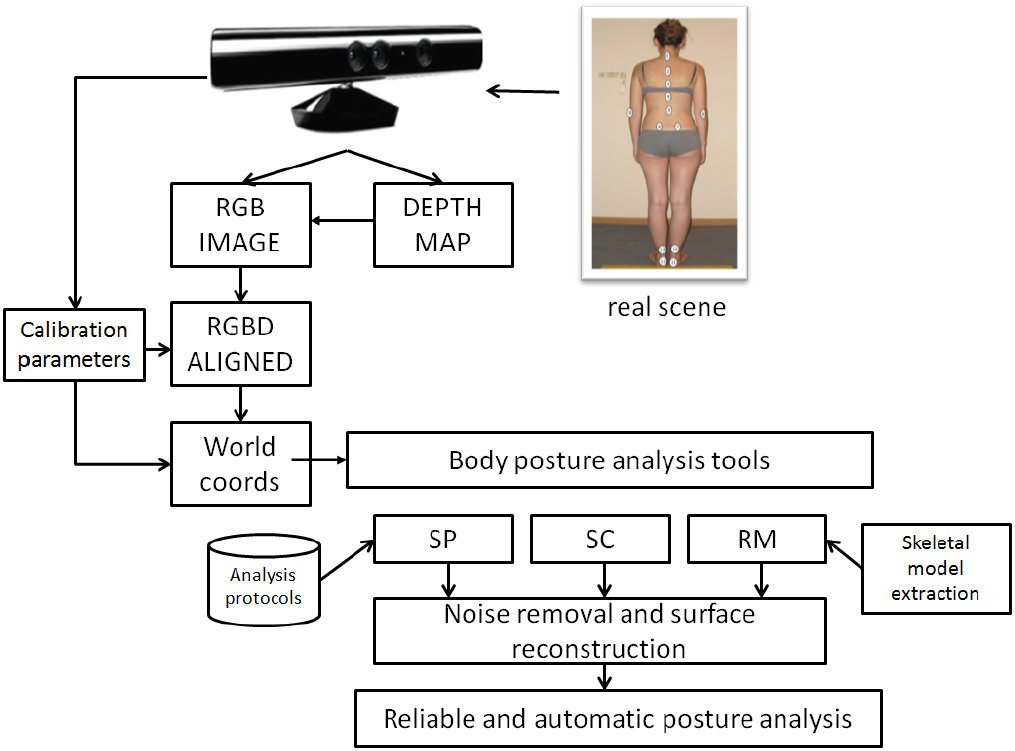 real scene
RGB
IMAGE
DEPTH
MAP
Calibration
parameters
RGBD
ALIGNED
World
coords
Body posture analysis tools
SP
SC
RM
Analysis
protocols
Skeletal
model
extraction
Noise removal and surface
reconstruction
Reliable and automatic posture analysis